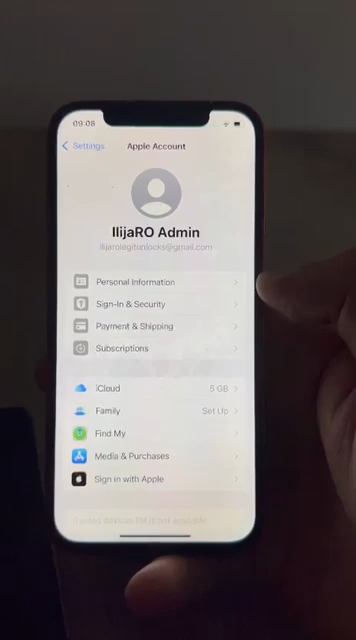 09:08
Settings
Apple Account
IlijaRO Admin
ilijarolegitunlocks@gmail.com
Personal Information
Sign-In & Security
Payment & Shipping
Subscriptions
iCloud 5 GB
Family Set Up
Find My
Media & Purchases
Sign in with Apple